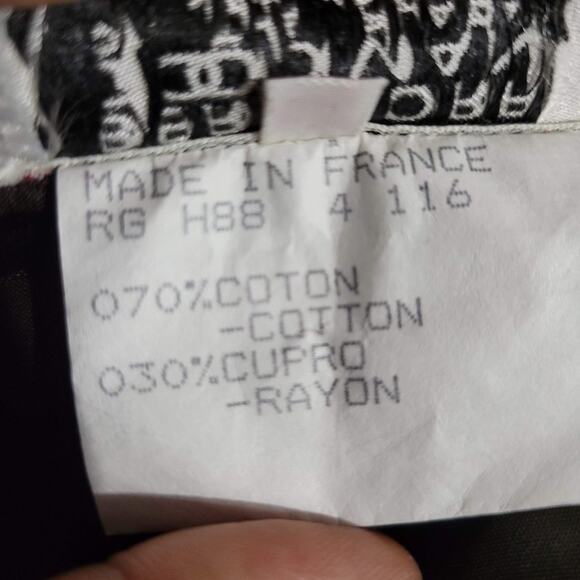 MADE IN FRANCE
RG H88 4 116
070%COTON
-COTTON
030%CUPRO
-RAYON